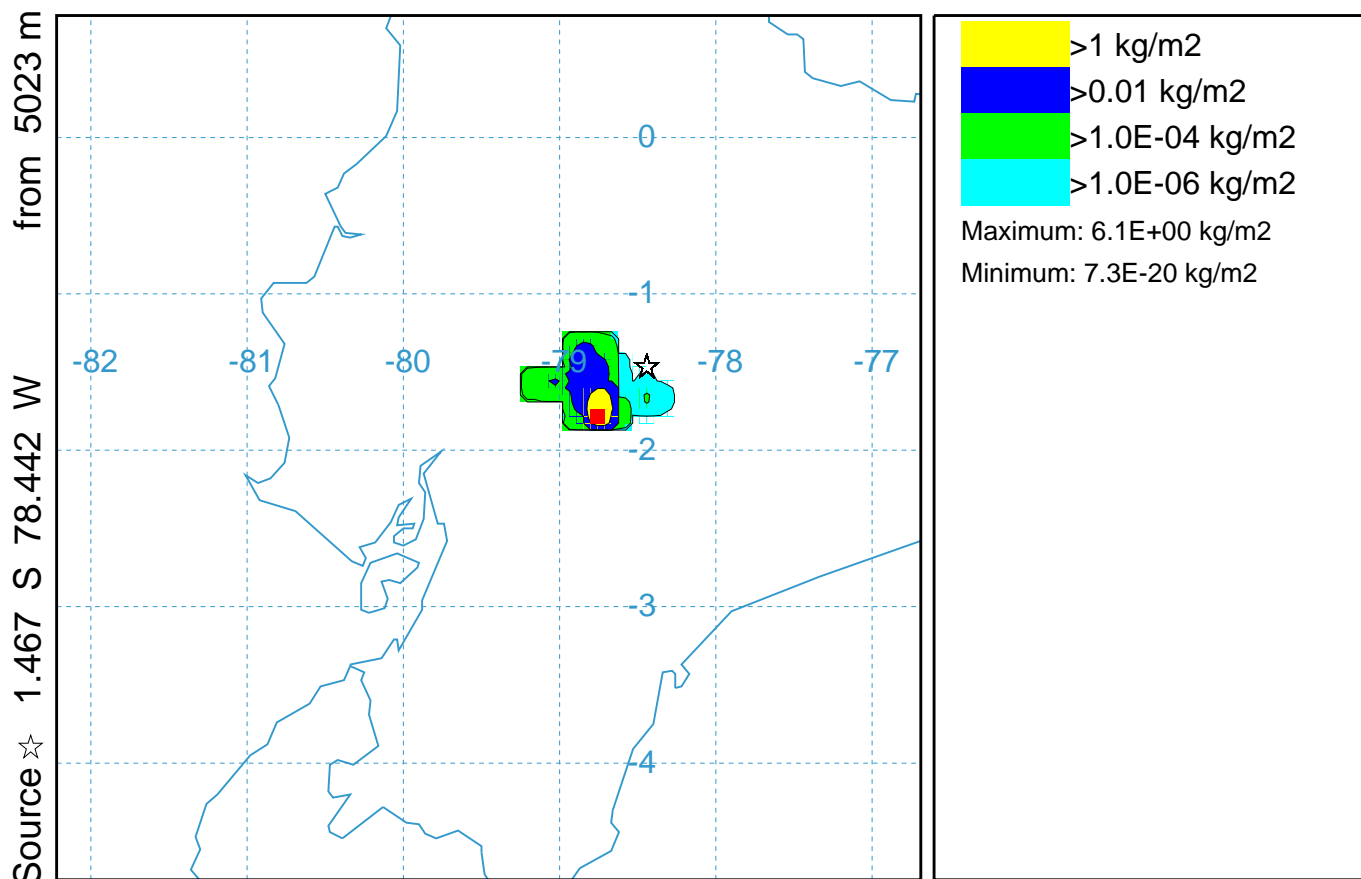 Source ☆ 1.467 S 78.442 W from 5023 m
0
-1
-82 -81 -80 -79 -78 -77
-2
-3
-4
>1 kg/m2
>0.01 kg/m2
>1.0E-04 kg/m2
>1.0E-06 kg/m2
Maximum: 6.1E+00 kg/m2
Minimum: 7.3E-20 kg/m2